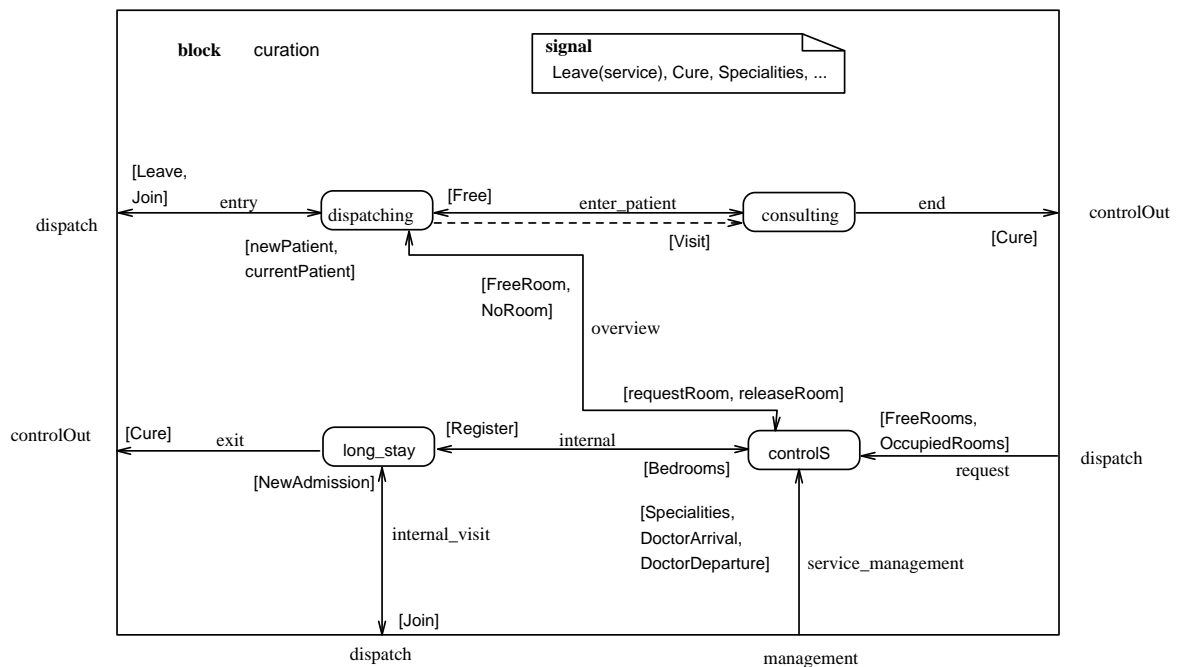 block curation
signal
Leave(service), Cure, Specialities, ...
[Leave,
Join]
entry
dispatch
dispatching
[Free]
enter_patient
[Visit]
consulting
end
controlOut
[Cure]
[newPatient,
currentPatient]
[FreeRoom,
NoRoom]
overview
[requestRoom, releaseRoom]
controlOut
[Cure]
exit
long_stay
[Register]
internal
controlS
[FreeRooms,
OccupiedRooms]
request
dispatch
[NewAdmission]
[Bedrooms]
internal_visit
[Specialities,
DoctorArrival,
DoctorDeparture]
service_management
[Join]
dispatch
management